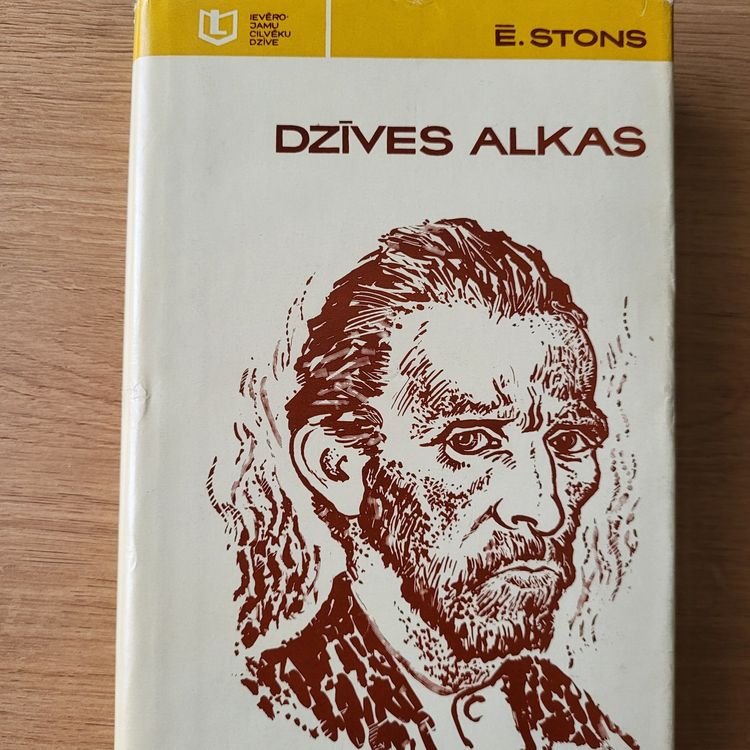 IEVĒRO-
JAMU
CILVĒKU
DZĪVE
Ē. STONS
DZĪVES ALKAS